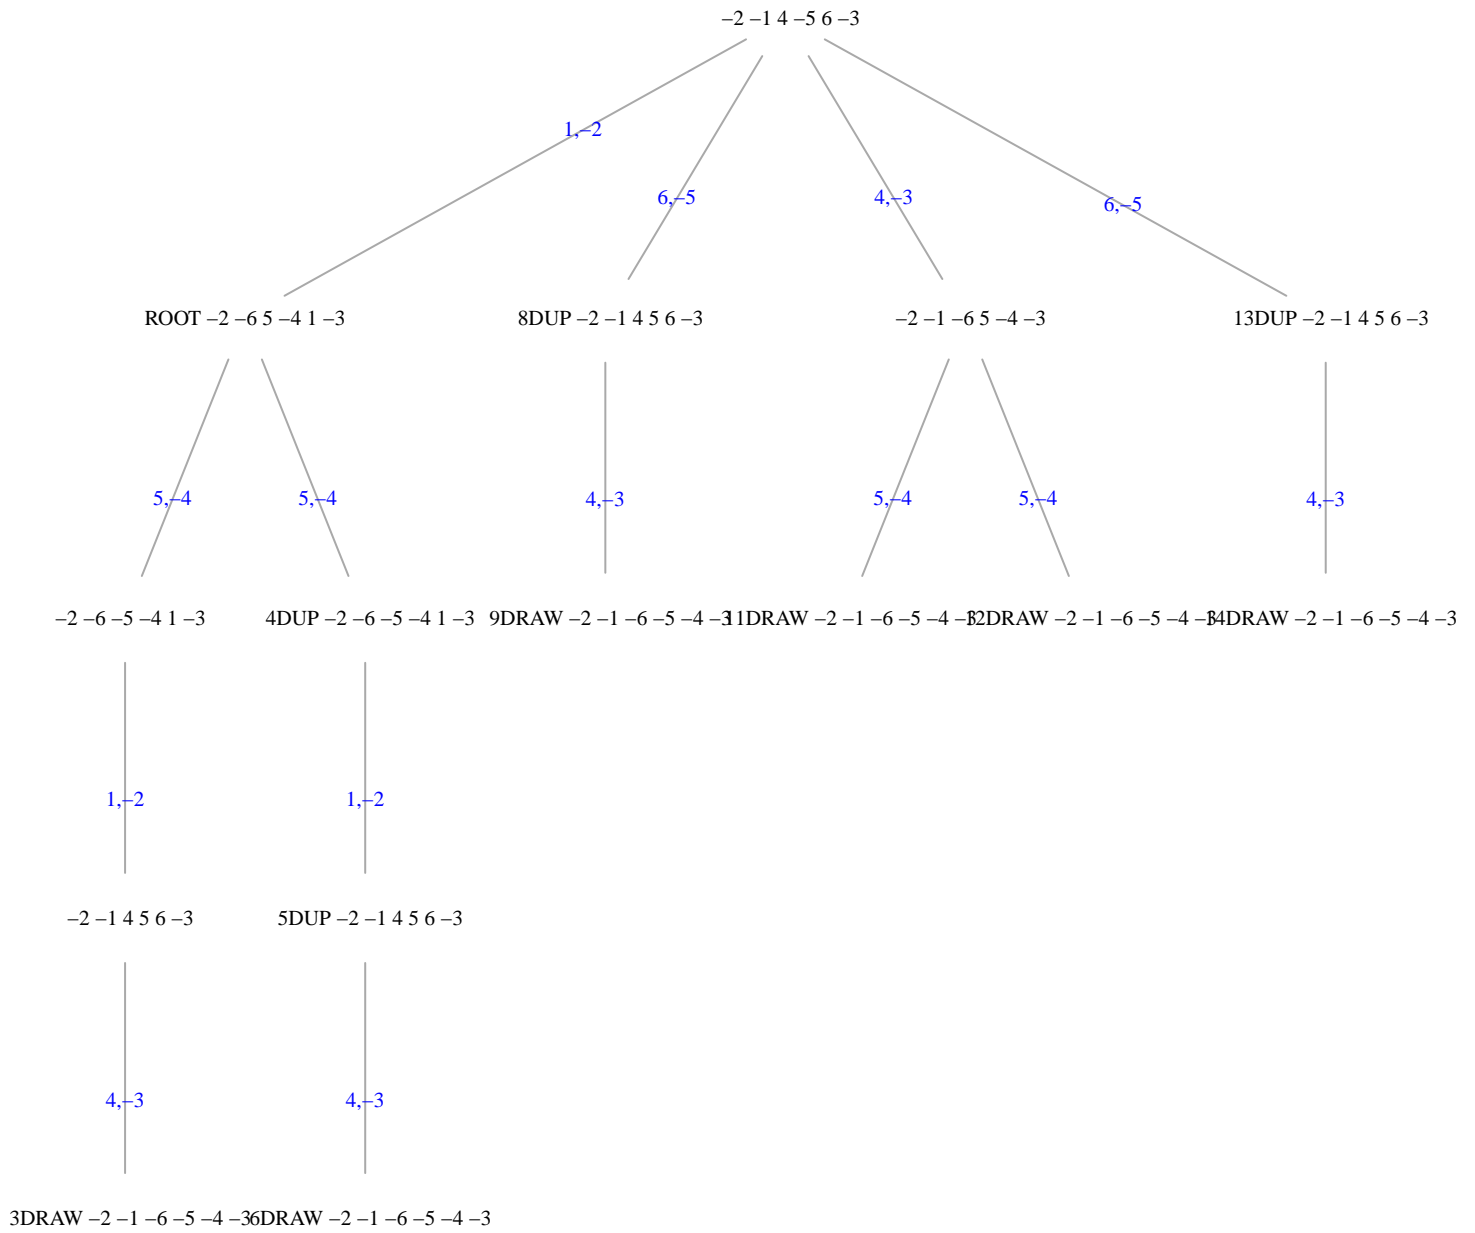 –2 –1 4 –5 6 –3
1,–2
6,–5
4,–3
6,–5
ROOT –2 –6 5 –4 1 –3
8DUP –2 –1 4 5 6 –3
–2 –1 –6 5 –4 –3
13DUP –2 –1 4 5 6 –3
5,–4
5,–4
4,–3
5,–4
5,–4
4,–3
–2 –6 –5 –4 1 –3
4DUP –2 –6 –5 –4 1 –3
9DRAW –2 –1 –6 –5 –4 –3
11DRAW –2 –1 –6 –5 –4 –3
12DRAW –2 –1 –6 –5 –4 –3
14DRAW –2 –1 –6 –5 –4 –3
1,–2
1,–2
–2 –1 4 5 6 –3
5DUP –2 –1 4 5 6 –3
4,–3
4,–3
3DRAW –2 –1 –6 –5 –4 –3
6DRAW –2 –1 –6 –5 –4 –3